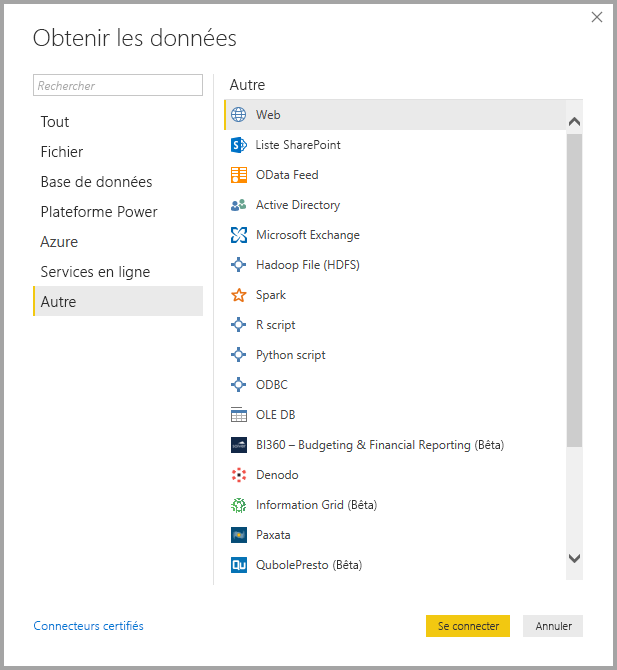 Obtenir les données
Rechercher
Tout
Fichier
Base de données
Plateforme Power
Azure
Services en ligne
Autre
Autre
Web
Liste SharePoint
OData Feed
Active Directory
Microsoft Exchange
Hadoop File (HDFS)
Spark
R script
Python script
ODBC
OLE DB
BI360 – Budgeting & Financial Reporting (Bêta)
Denodo
Information Grid (Bêta)
Paxata
QubolePresto (Bêta)
Connecteurs certifiés
Se connecter
Annuler